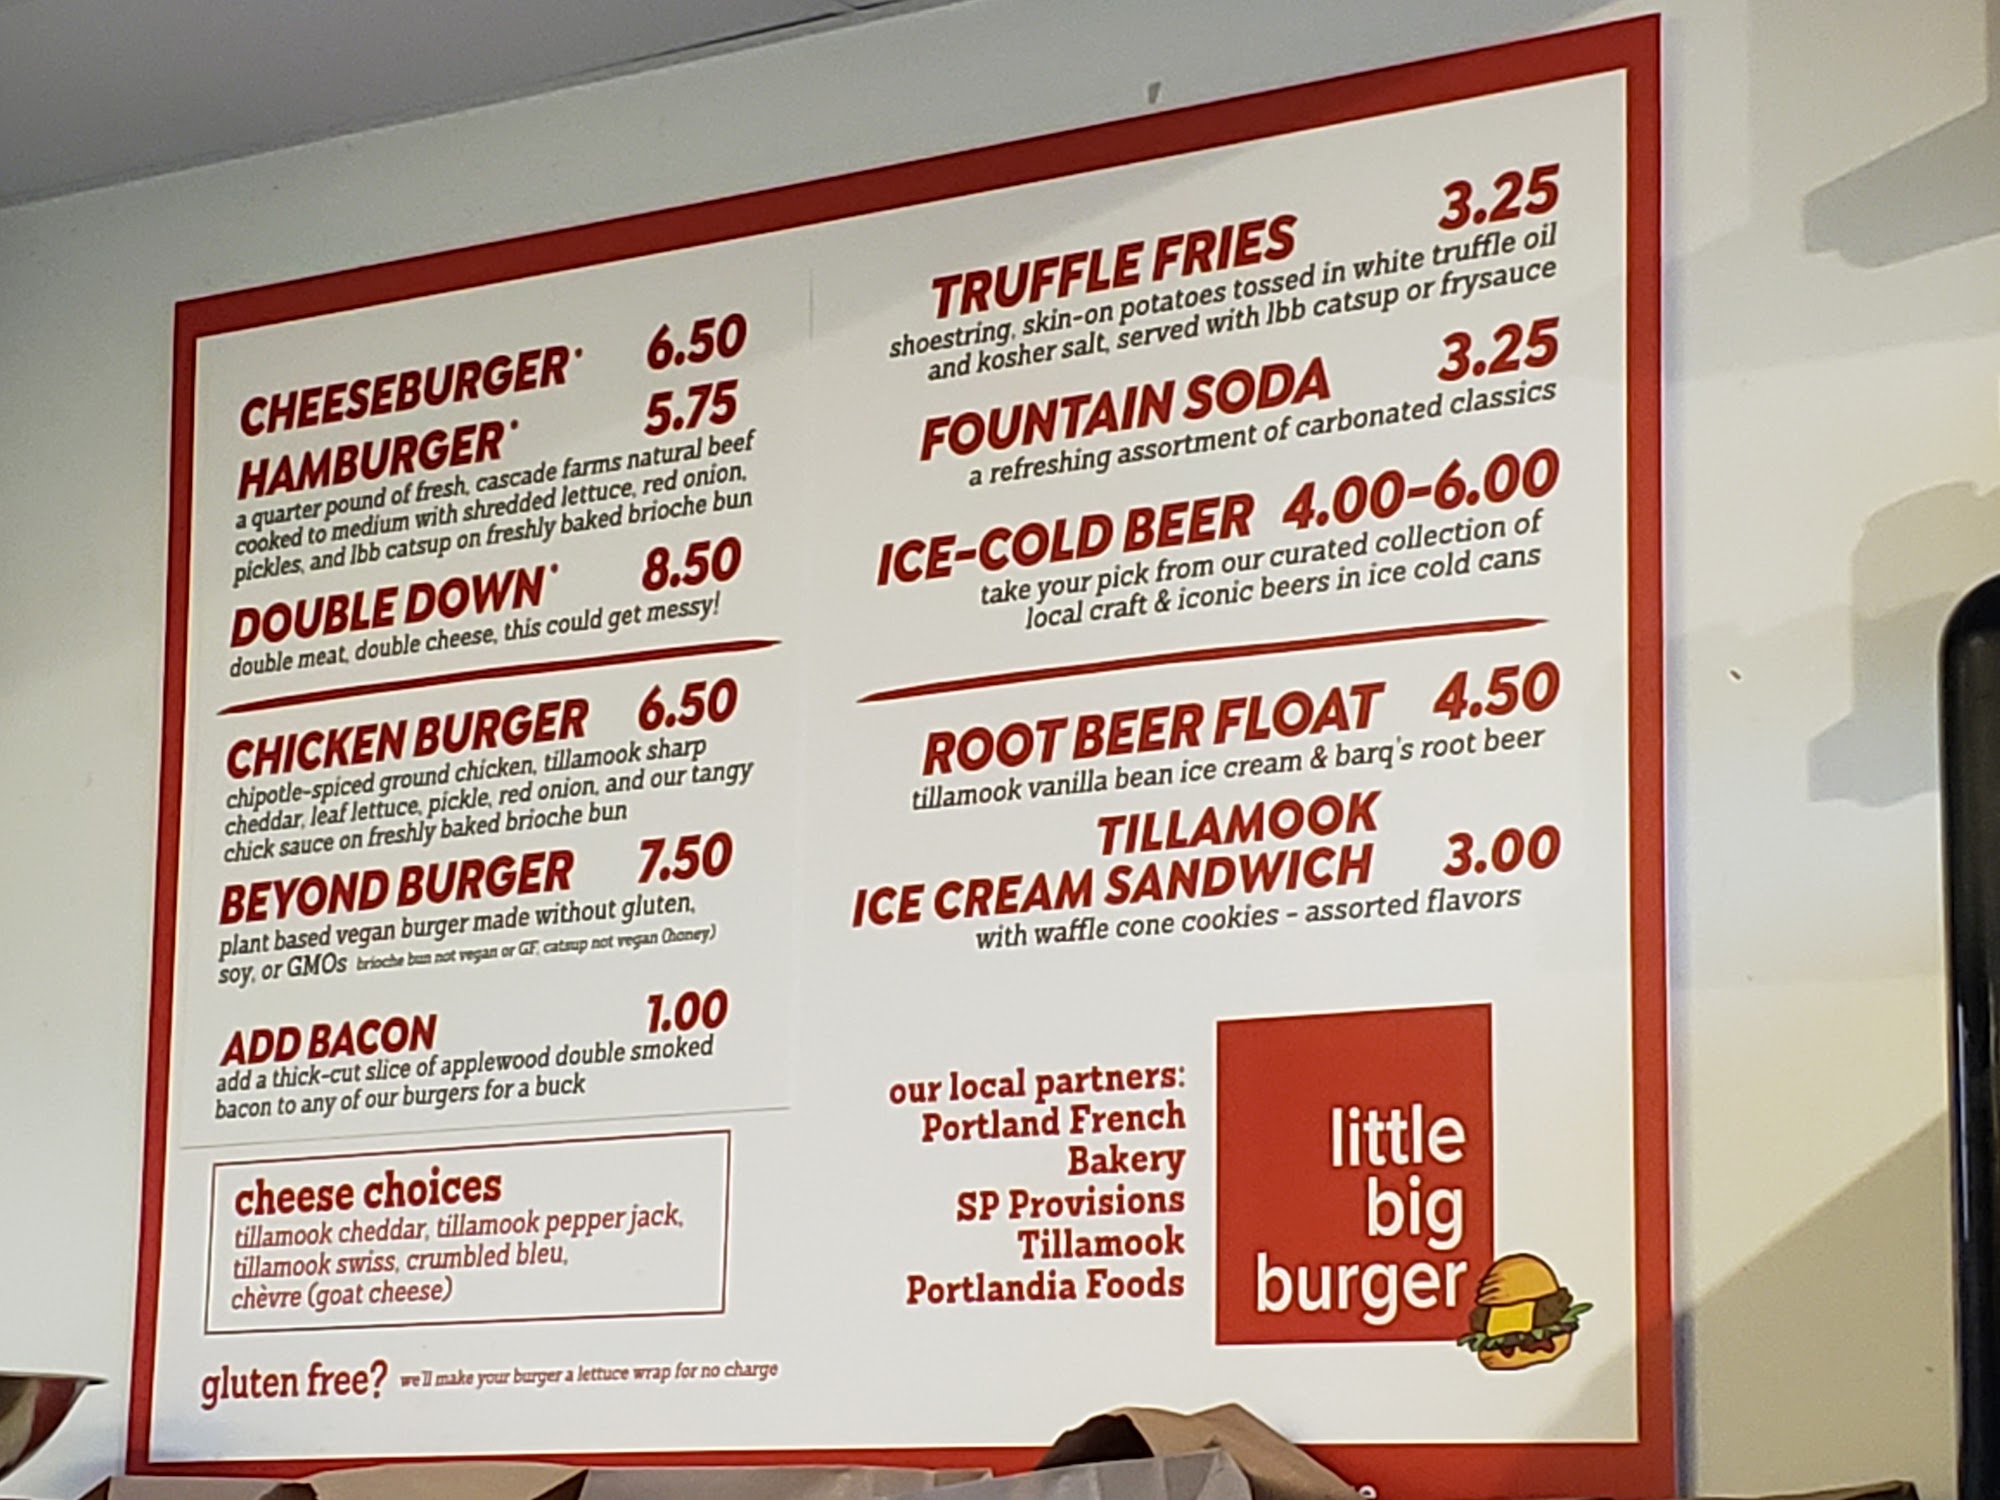 CHEESEBURGER* 6.50
HAMBURGER* 5.75
a quarter pound of fresh, cascade farms natural beef
cooked to medium with shredded lettuce, red onion,
pickles, and lbb catsup on freshly baked brioche bun
DOUBLE DOWN* 8.50
double meat, double cheese, this could get messy!
CHICKEN BURGER 6.50
chipotle-spiced ground chicken, tillamook sharp
cheddar, leaf lettuce, pickle, red onion, and our tangy
chick sauce on freshly baked brioche bun
BEYOND BURGER 7.50
plant based vegan burger made without gluten,
soy, or GMOs brioche bun not vegan or GF, catsup not vegan (honey)
ADD BACON 1.00
add a thick-cut slice of applewood double smoked
bacon to any of our burgers for a buck
cheese choices
tillamook cheddar, tillamook pepper jack,
tillamook swiss, crumbled bleu,
chèvre (goat cheese)
gluten free? we'll make your burger a lettuce wrap for no charge
TRUFFLE FRIES 3.25
shoestring, skin-on potatoes tossed in white truffle oil
and kosher salt, served with lbb catsup or frysauce
FOUNTAIN SODA 3.25
a refreshing assortment of carbonated classics
ICE-COLD BEER 4.00-6.00
take your pick from our curated collection of
local craft & iconic beers in ice cold cans
ROOT BEER FLOAT 4.50
tillamook vanilla bean ice cream & barq's root beer
TILLAMOOK
ICE CREAM SANDWICH 3.00
with waffle cone cookies - assorted flavors
our local partners:
Portland French
Bakery
SP Provisions
Tillamook
Portlandia Foods
little
big
burger